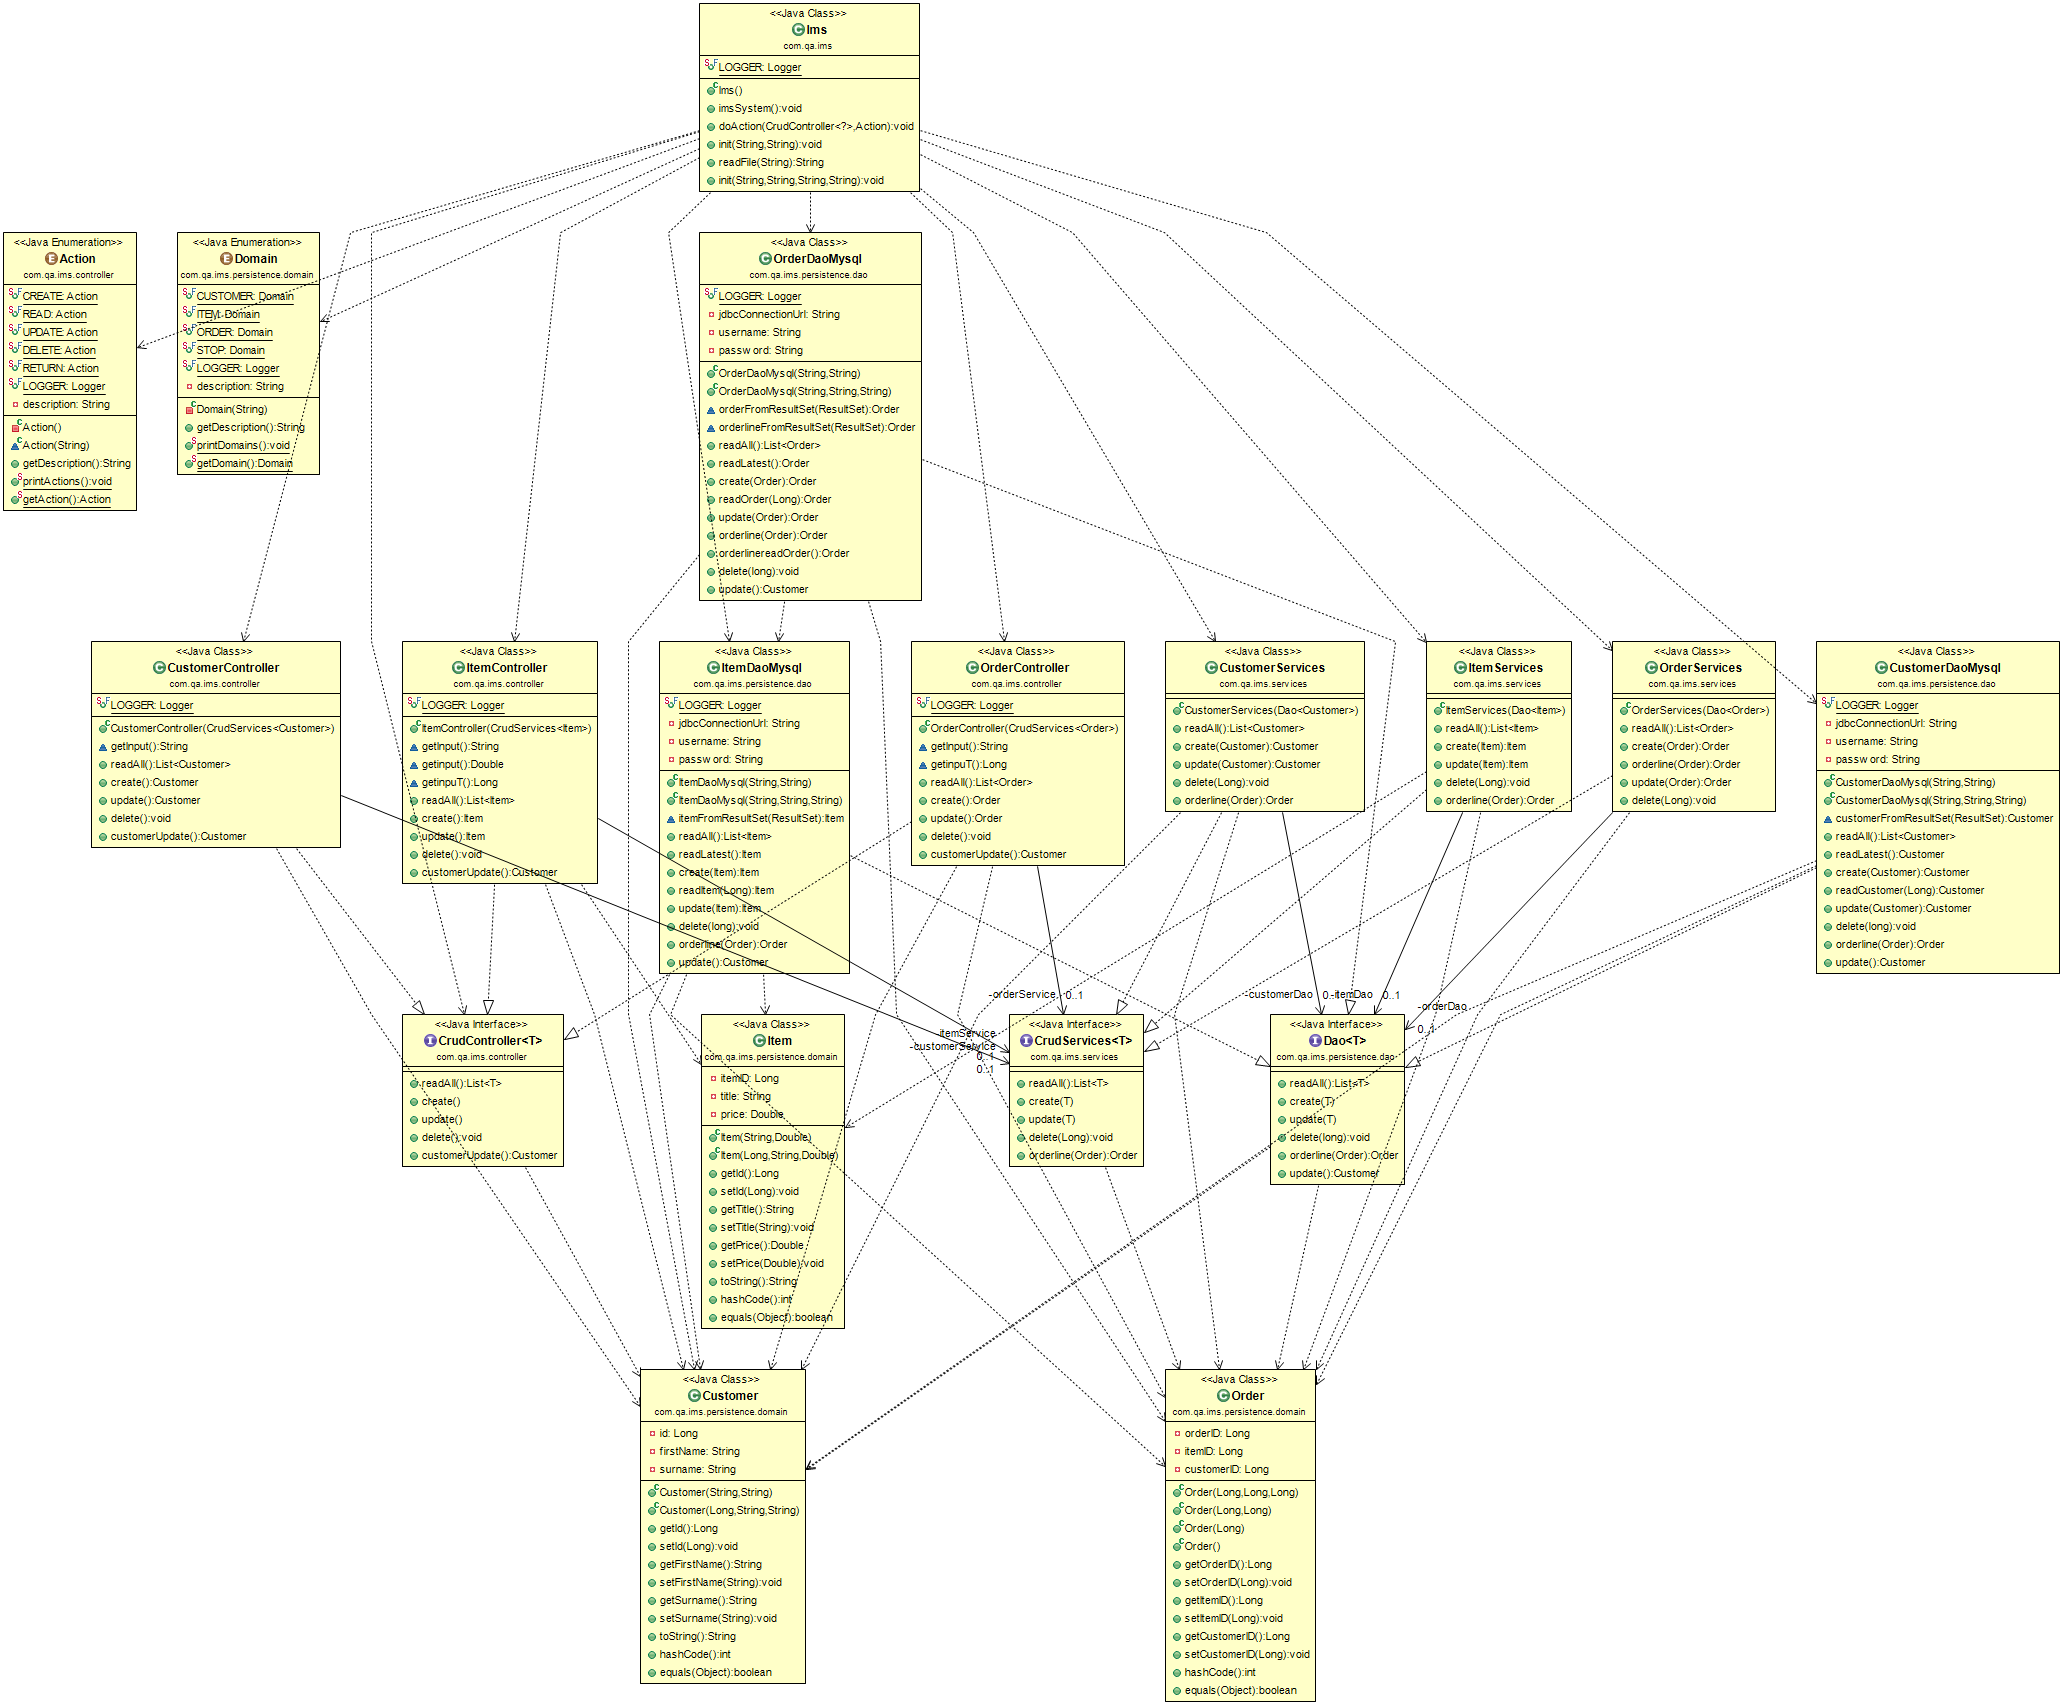 <<Java Class>>
Ims
com.qa.ims
LOGGER: Logger
Ims()
imsSystem():void
doAction(CrudController<?>,Action):void
init(String,String):void
readFile(String):String
init(String,String,String,String):void
<<Java Enumeration>>
Action
com.qa.ims.controller
CREATE: Action
READ: Action
UPDATE: Action
DELETE: Action
RETURN: Action
LOGGER: Logger
description: String
Action()
Action(String)
getDescription():String
printActions():void
getAction():Action
<<Java Enumeration>>
Domain
com.qa.ims.persistence.domain
CUSTOMER: Domain
ITEM: Domain
ORDER: Domain
STOP: Domain
LOGGER: Logger
description: String
Domain(String)
getDescription():String
printDomains():void
getDomain():Domain
<<Java Class>>
OrderDaoMysql
com.qa.ims.persistence.dao
LOGGER: Logger
jdbcConnectionUrl: String
username: String
password: String
OrderDaoMysql(String,String)
OrderDaoMysql(String,String,String)
orderFromResultSet(ResultSet):Order
orderlineFromResultSet(ResultSet):Order
readAll():List<Order>
readLatest():Order
create(Order):Order
readOrder(Long):Order
update(Order):Order
orderline(Order):Order
orderlinereadOrder():Order
delete(long):void
update():Customer
<<Java Class>>
CustomerController
com.qa.ims.controller
LOGGER: Logger
CustomerController(CrudServices<Customer>)
getInput():String
readAll():List<Customer>
create():Customer
update():Customer
delete():void
customerUpdate():Customer
<<Java Class>>
ItemController
com.qa.ims.controller
LOGGER: Logger
ItemController(CrudServices<Item>)
getInput():String
getinput():Double
getinpuT():Long
readAll():List<Item>
create():Item
update():Item
delete():void
customerUpdate():Customer
<<Java Class>>
ItemDaoMysql
com.qa.ims.persistence.dao
LOGGER: Logger
jdbcConnectionUrl: String
username: String
password: String
ItemDaoMysql(String,String)
ItemDaoMysql(String,String,String)
itemFromResultSet(ResultSet):Item
readAll():List<Item>
readLatest():Item
create(Item):Item
readItem(Long):Item
update(Item):Item
delete(long):void
orderline(Order):Order
update():Customer
<<Java Class>>
OrderController
com.qa.ims.controller
LOGGER: Logger
OrderController(CrudServices<Order>)
getInput():String
getinpuT():Long
readAll():List<Order>
create():Order
update():Order
delete():void
customerUpdate():Customer
<<Java Class>>
CustomerServices
com.qa.ims.services
CustomerServices(Dao<Customer>)
readAll():List<Customer>
create(Customer):Customer
update(Customer):Customer
delete(Long):void
orderline(Order):Order
<<Java Class>>
ItemServices
com.qa.ims.services
ItemServices(Dao<Item>)
readAll():List<Item>
create(Item):Item
update(Item):Item
delete(Long):void
orderline(Order):Order
<<Java Class>>
OrderServices
com.qa.ims.services
OrderServices(Dao<Order>)
readAll():List<Order>
create(Order):Order
orderline(Order):Order
update(Order):Order
delete(Long):void
<<Java Class>>
CustomerDaoMysql
com.qa.ims.persistence.dao
LOGGER: Logger
jdbcConnectionUrl: String
username: String
password: String
CustomerDaoMysql(String,String)
CustomerDaoMysql(String,String,String)
customerFromResultSet(ResultSet):Customer
readAll():List<Customer>
readLatest():Customer
create(Customer):Customer
readCustomer(Long):Customer
update(Customer):Customer
delete(long):void
orderline(Order):Order
update():Customer
-orderService
0..1
-customerDao
0..1
-itemDao
0..1
-orderDao
0..1
-itemService
-customerService
0..1
0..1
<<Java Interface>>
CrudController<T>
com.qa.ims.controller
readAll():List<T>
create()
update()
delete():void
customerUpdate():Customer
<<Java Class>>
Item
com.qa.ims.persistence.domain
itemID: Long
title: String
price: Double
Item(String,Double)
Item(Long,String,Double)
getId():Long
setId(Long):void
getTitle():String
setTitle(String):void
getPrice():Double
setPrice(Double):void
toString():String
hashCode():int
equals(Object):boolean
<<Java Interface>>
CrudServices<T>
com.qa.ims.services
readAll():List<T>
create(T)
update(T)
delete(Long):void
orderline(Order):Order
<<Java Interface>>
Dao<T>
com.qa.ims.persistence.dao
readAll():List<T>
create(T)
update(T)
delete(long):void
orderline(Order):Order
update():Customer
<<Java Class>>
Customer
com.qa.ims.persistence.domain
id: Long
firstName: String
surname: String
Customer(String,String)
Customer(Long,String,String)
getId():Long
setId(Long):void
getFirstName():String
setFirstName(String):void
getSurname():String
setSurname(String):void
toString():String
hashCode():int
equals(Object):boolean
<<Java Class>>
Order
com.qa.ims.persistence.domain
orderID: Long
itemID: Long
customerID: Long
Order(Long,Long,Long)
Order(Long,Long)
Order(Long)
Order()
getOrderID():Long
setOrderID(Long):void
getItemID():Long
setItemID(Long):void
getCustomerID():Long
setCustomerID(Long):void
hashCode():int
equals(Object):boolean